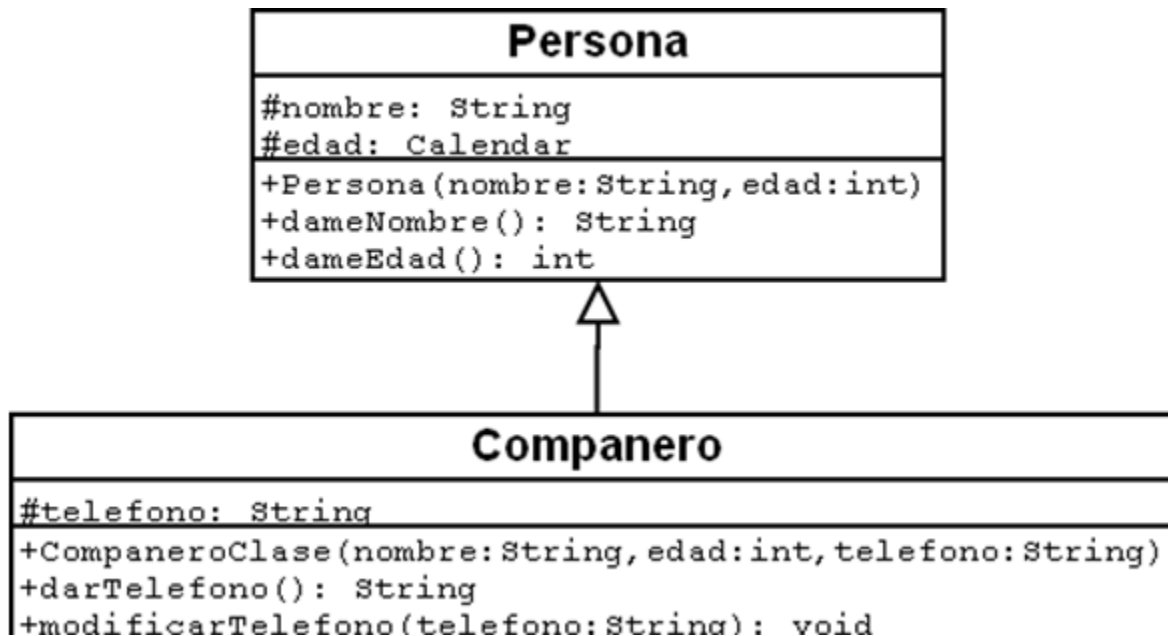 Persona
#nombre: String
#edad: Calendar
+Persona(nombre:String,edad:int)
+dameNombre(): String
+dameEdad(): int
Companero
#telefono: String
+CompaneroClase(nombre:String,edad:int,telefono:String)
+darTelefono(): String
+modificarTelefono(telefono:String): void